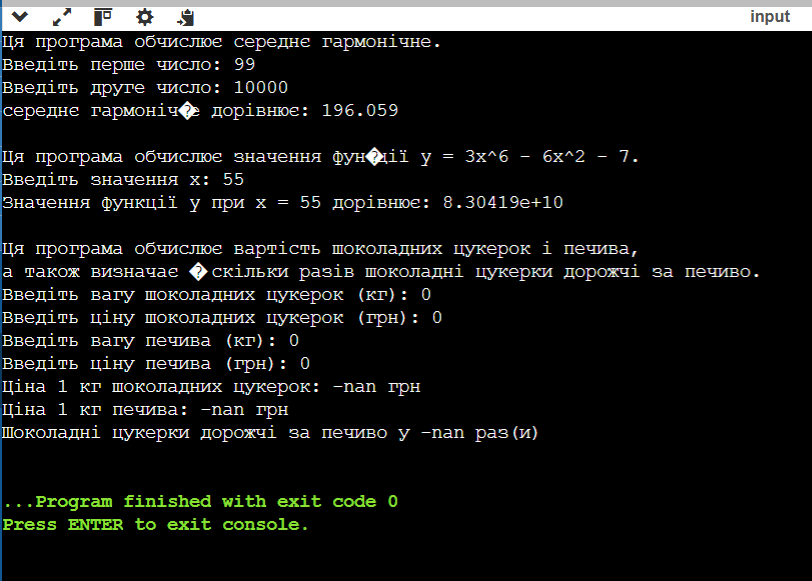 input
Ця програма обчислює середнє гармонічне.
Введіть перше число: 99
Введіть друге число: 10000
середнє гармоніч�е дорівнює: 196.059
Ця програма обчислює значення фун�ції y = 3x^6 - 6x^2 - 7.
Введіть значення x: 55
Значення функції y при x = 55 дорівнює: 8.30419e+10
Ця програма обчислює вартість шоколадних цукерок і печива,
а також визначає �скільки разів шоколадні цукерки дорожчі за печиво.
Введіть вагу шоколадних цукерок (кг): 0
Введіть ціну шоколадних цукерок (грн): 0
Введіть вагу печива (кг): 0
Введіть ціну печива (грн): 0
Ціна 1 кг шоколадних цукерок: -nan грн
Ціна 1 кг печива: -nan грн
Шоколадні цукерки дорожчі за печиво у -nan раз(и)
...Program finished with exit code 0
Press ENTER to exit console.